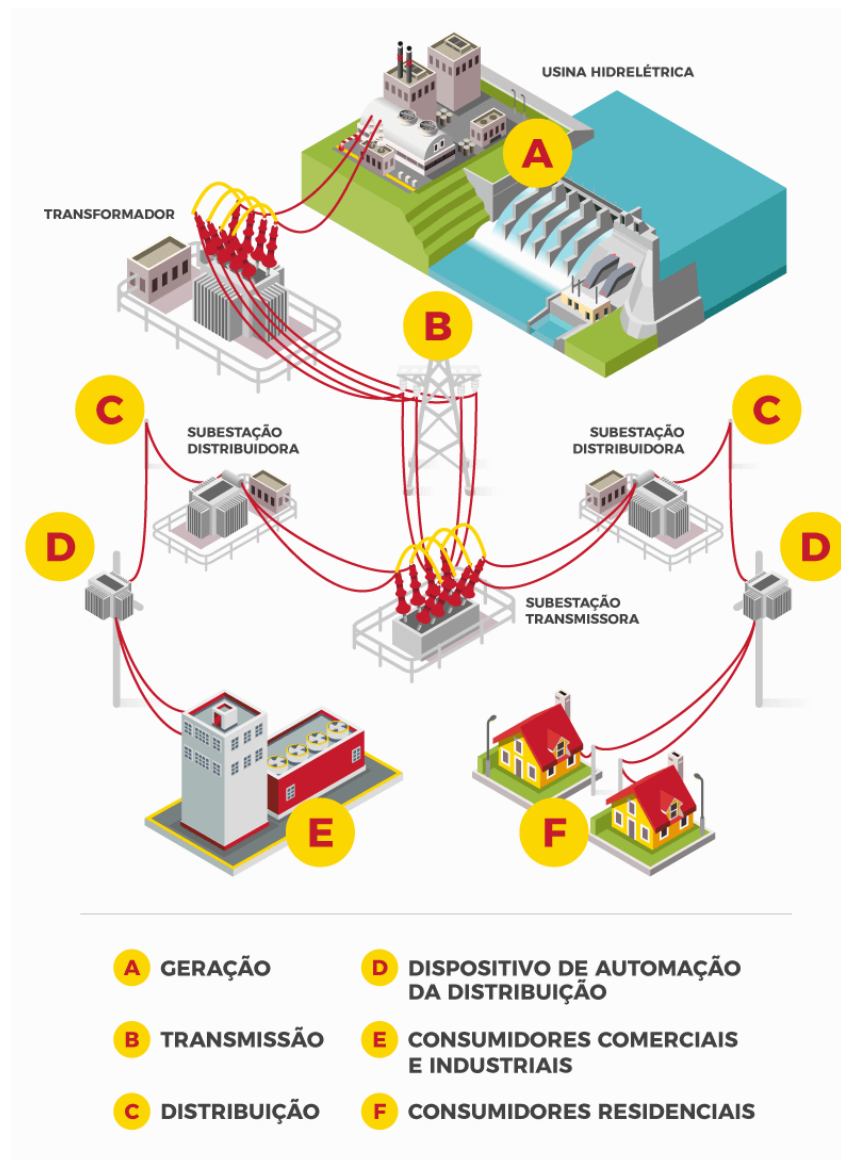 USINA HIDRELÉTRICA
A
TRANSFORMADOR
B
C
C
SUBESTAÇÃO
DISTRIBUIDORA
SUBESTAÇÃO
DISTRIBUIDORA
D
D
SUBESTAÇÃO
TRANSMISSORA
E
F
A GERAÇÃO
B TRANSMISSÃO
C DISTRIBUIÇÃO
D DISPOSITIVO DE AUTOMAÇÃO
DA DISTRIBUIÇÃO
E CONSUMIDORES COMERCIAIS
E INDUSTRIAIS
F CONSUMIDORES RESIDENCIAIS